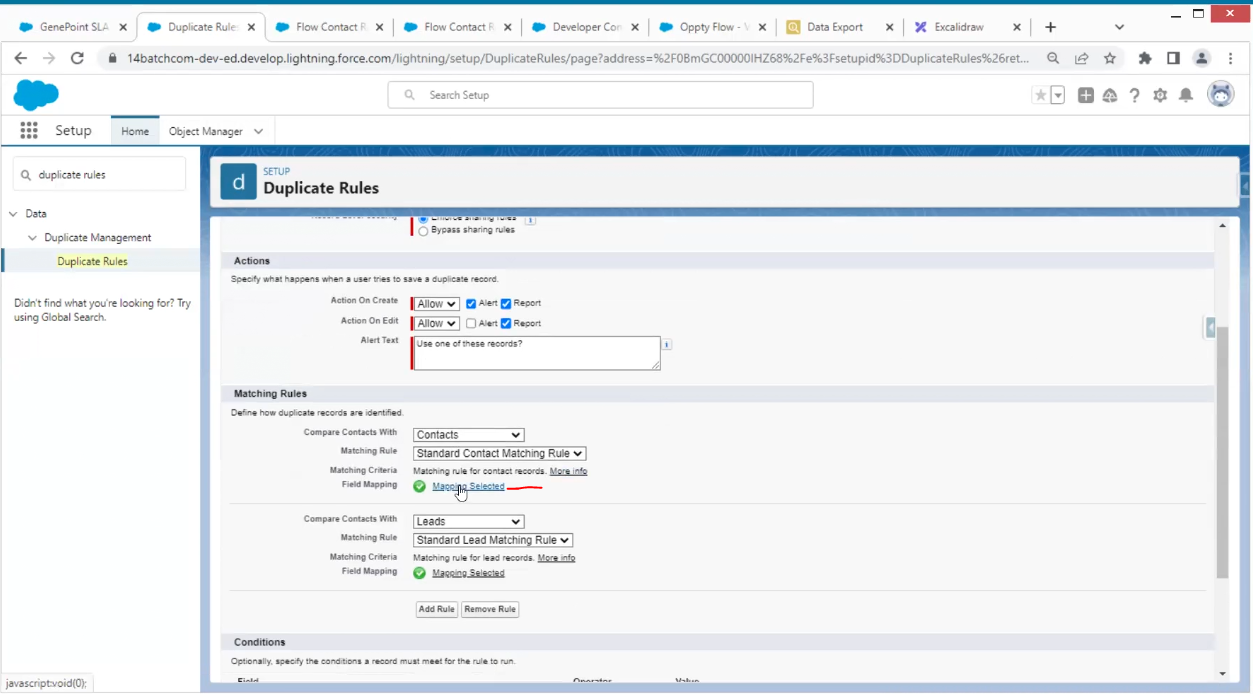 GenePoint SLA
Duplicate Rule
Flow Contact R
Flow Contact R
Developer Con
Oppty Flow - V
Data Export
Excalidraw
14batchcom-dev-ed.develop.lightning.force.com/lightning/setup/DuplicateRules/page?address=%2F0BmGC00000IHZ68%2Fe%3Fsetupid%3DDuplicateRules%26ret...
Search Setup
Setup
Home
Object Manager
duplicate rules
Data
Duplicate Management
Duplicate Rules
Didn't find what you're looking for? Try
using Global Search.
d
SETUP
Duplicate Rules
Record-Level Security
Enforce sharing rules
Bypass sharing rules
Actions
Specify what happens when a user tries to save a duplicate record.
Action On Create Allow Alert Report
Action On Edit Allow Alert Report
Alert Text Use one of these records?
Matching Rules
Define how duplicate records are identified.
Compare Contacts With Contacts
Matching Rule Standard Contact Matching Rule
Matching Criteria Matching rule for contact records. More info
Field Mapping Mapping Selected
Compare Contacts With Leads
Matching Rule Standard Lead Matching Rule
Matching Criteria Matching rule for lead records. More info
Field Mapping Mapping Selected
Add Rule Remove Rule
Conditions
Optionally, specify the conditions a record must meet for the rule to run.
Field Operator Value
javascript:void(0);